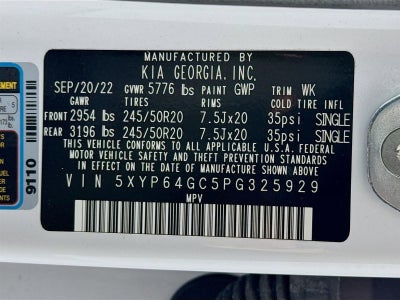 MANUFACTURED BY
KIA GEORGIA, INC.
SEP/20/22 GVWR 5776 lbs PAINT GWP TRIM WK
GAWR TIRES RIMS COLD TIRE INFL
FRONT 2954 lbs 245/50R20 7.5Jx20 35psi SINGLE
REAR 3196 lbs 245/50R20 7.5Jx20 35psi SINGLE
THIS VEHICLE CONFORMS TO ALL APPLICABLE U.S.A. FEDERAL
MOTOR VEHICLE SAFETY, BUMPER, AND THEFT PREVENTION STANDARDS
IN EFFECT ON THE DATE OF MANUFACTURE SHOWN ABOVE.
VIN 5XYP64GC5PG325929
MPV
9110